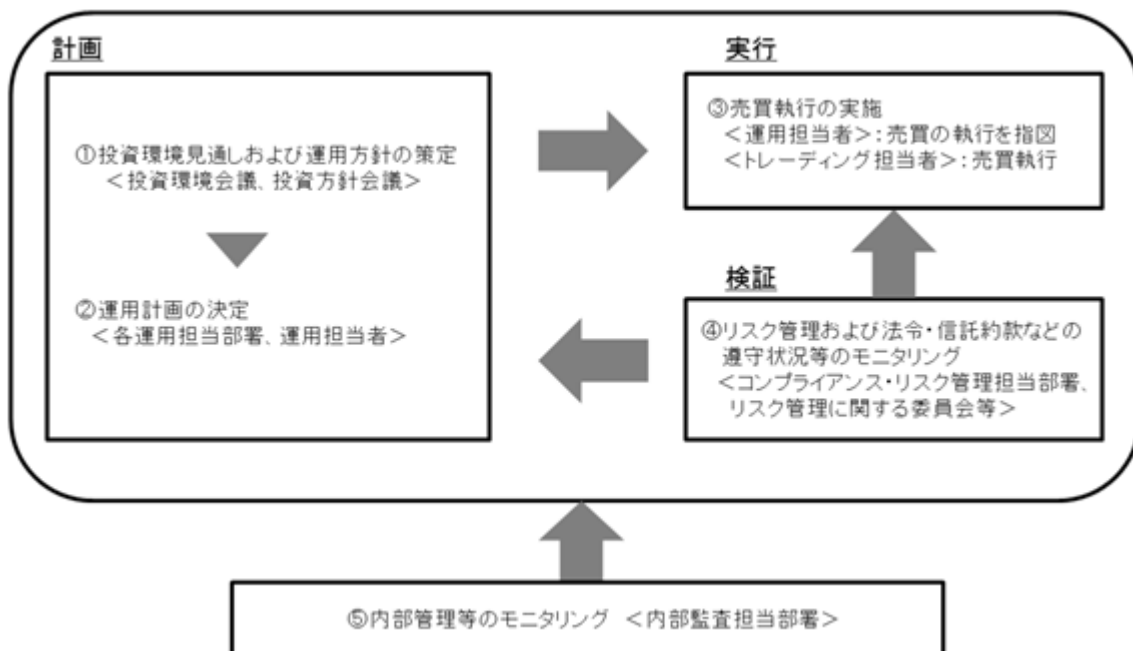 計画
①投資環境見通しおよび運用方針の策定
＜投資環境会議、投資方針会議＞
②運用計画の決定
＜各運用担当部署、運用担当者＞
実行
③売買執行の実施
＜運用担当者＞：売買の執行を指図
＜トレーディング担当者＞：売買執行
検証
④リスク管理および法令・信託約款などの
遵守状況等のモニタリング
＜コンプライアンス・リスク管理担当部署、
リスク管理に関する委員会等＞
⑤内部管理等のモニタリング ＜内部監査担当部署＞